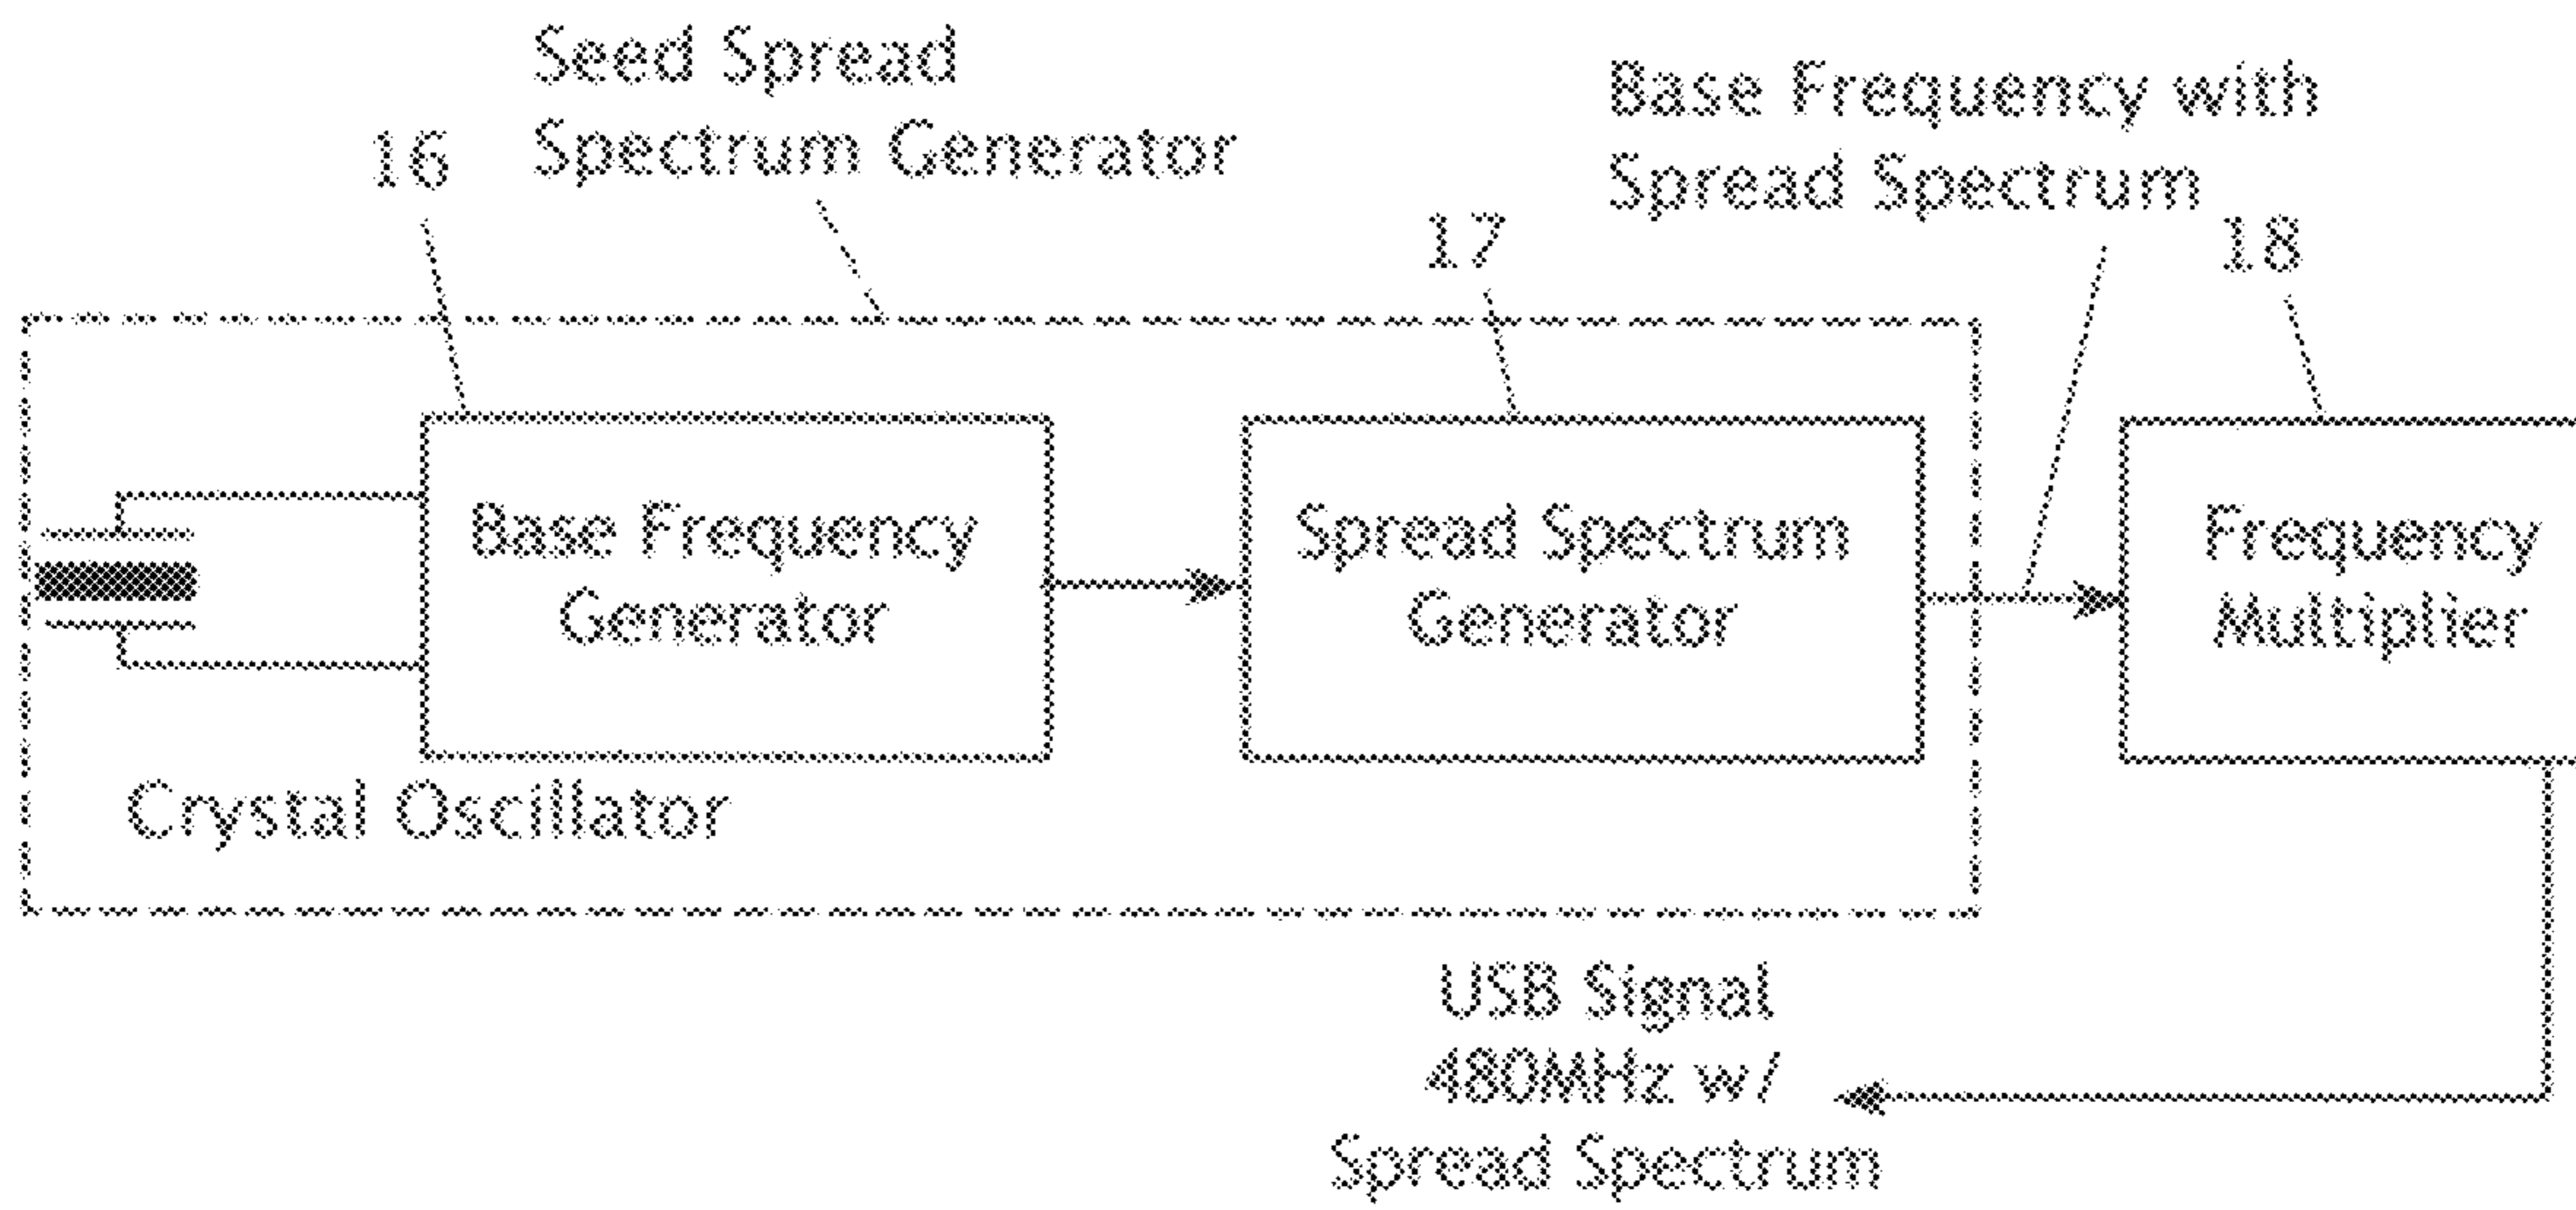 Seed Spread
Spectrum Generator
16
Base Frequency with
Spread Spectrum
17
18
Base Frequency
Generator
Spread Spectrum
Generator
Frequency
Multiplier
Crystal Oscillator
USB Signal
480MHz w/
Spread Spectrum